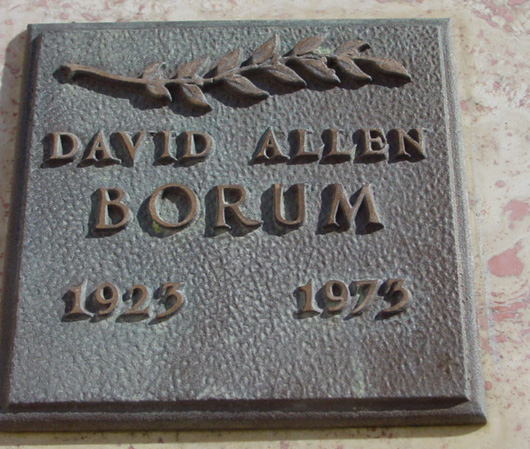 DAVID ALLEN
BORUM
1923 1973